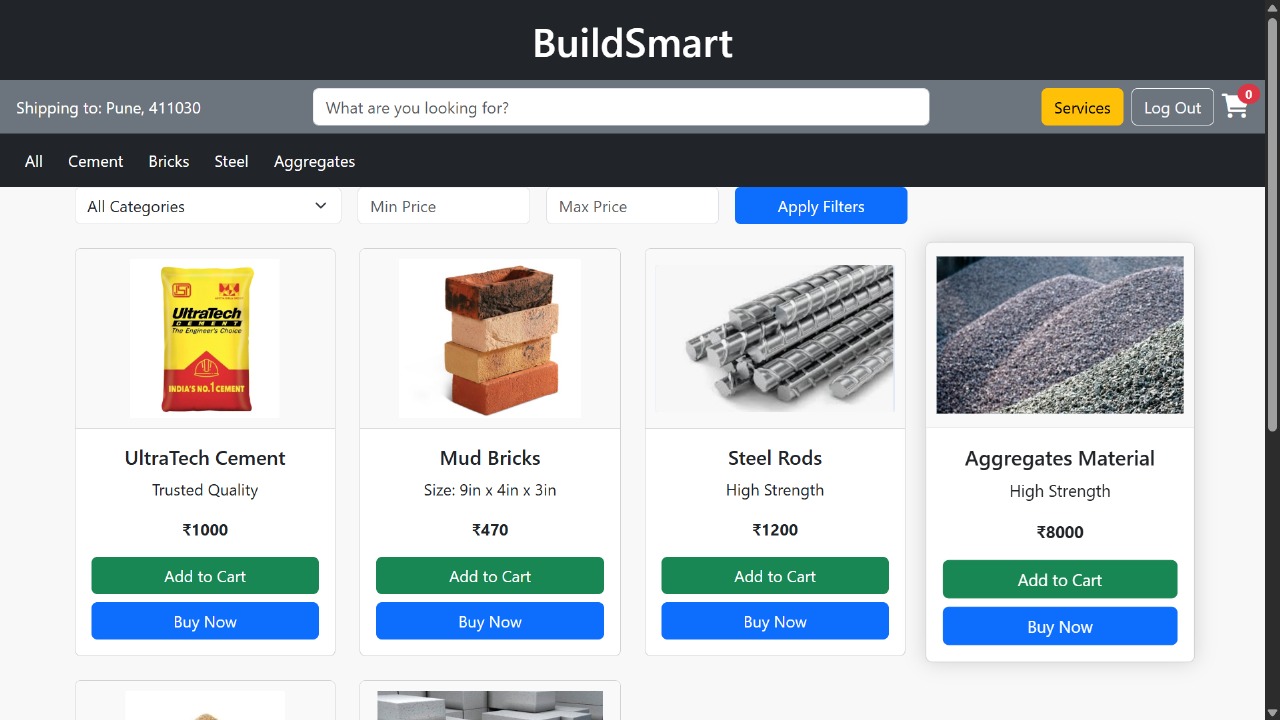 BuildSmart
Shipping to: Pune, 411030
What are you looking for?
Services
Log Out
0
All
Cement
Bricks
Steel
Aggregates
All Categories
Min Price
Max Price
Apply Filters
UltraTech
CEMENT
The Engineer's Choice
INDIA'S NO.1 CEMENT
UltraTech Cement
Trusted Quality
₹1000
Add to Cart
Buy Now
Mud Bricks
Size: 9in x 4in x 3in
₹470
Add to Cart
Buy Now
Steel Rods
High Strength
₹1200
Add to Cart
Buy Now
Aggregates Material
High Strength
₹8000
Add to Cart
Buy Now